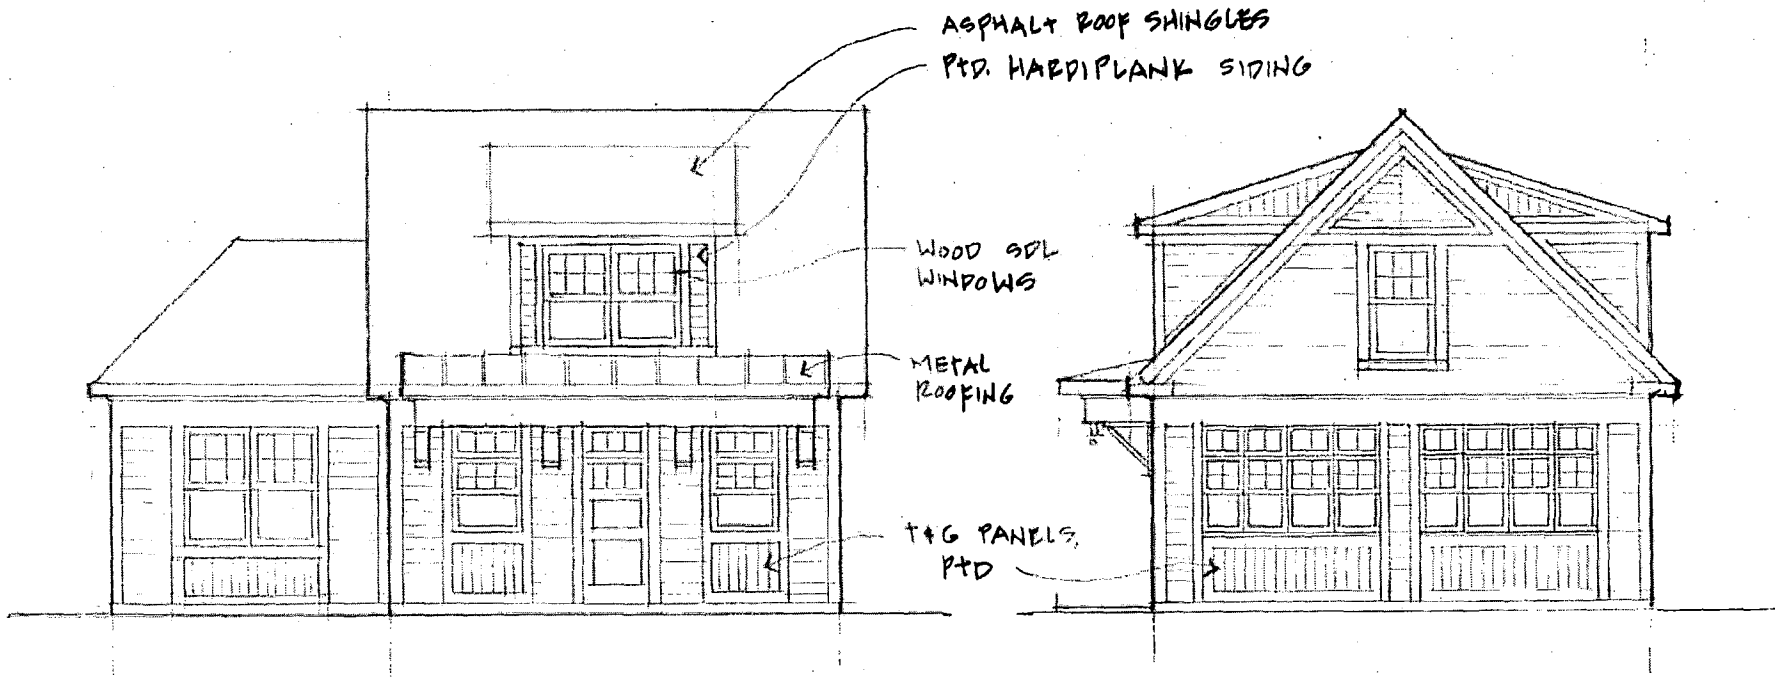 ASPHALT ROOF SHINGLES
PTD. HARDIPLANK SIDING
WOOD SDL
WINDOWS
METAL
ROOFING
T+G PANELS,
PTD